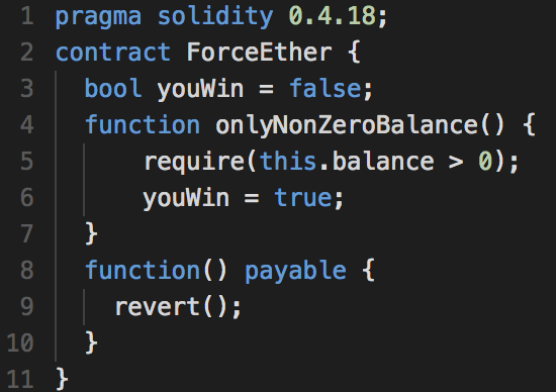 1 pragma solidity 0.4.18;
2 contract ForceEther {
3 bool youWin = false;
4 function onlyNonZeroBalance() {
5 require(this.balance > 0);
6 youWin = true;
7 }
8 function() payable {
9 revert();
10 }
11 }